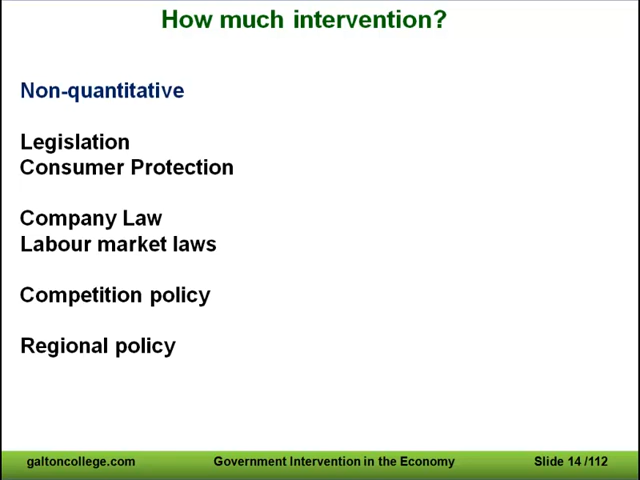 How much intervention?
Non-quantitative
Legislation
Consumer Protection
Company Law
Labour market laws
Competition policy
Regional policy
galtoncollege.com Government Intervention in the Economy Slide 14 /112